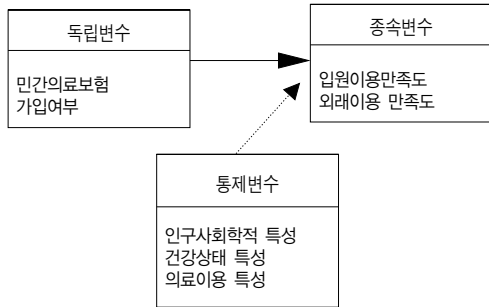 독립변수
민간의료보험
가입여부
종속변수
입원이용만족도
외래이용 만족도
통제변수
인구사회학적 특성
건강상태 특성
의료이용 특성